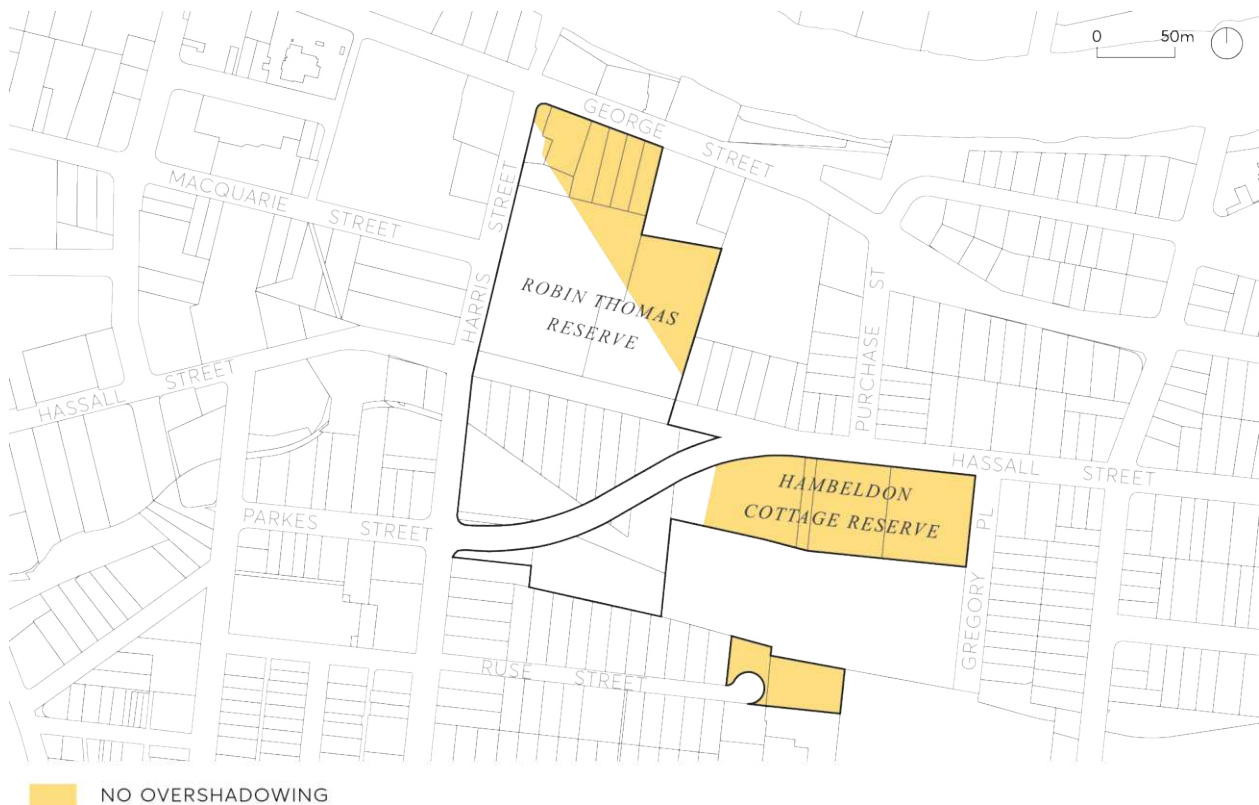 0 50m
GEORGE STREET
MACQUARIE STREET
HARRIS STREET
ROBIN THOMAS
RESERVE
PURCHASE ST
HASSALL STREET
HASSALL STREET
HAMBELDON
COTTAGE RESERVE
PARKES STREET
GREGORY PL
RUSE STREET
NO OVERSHADOWING